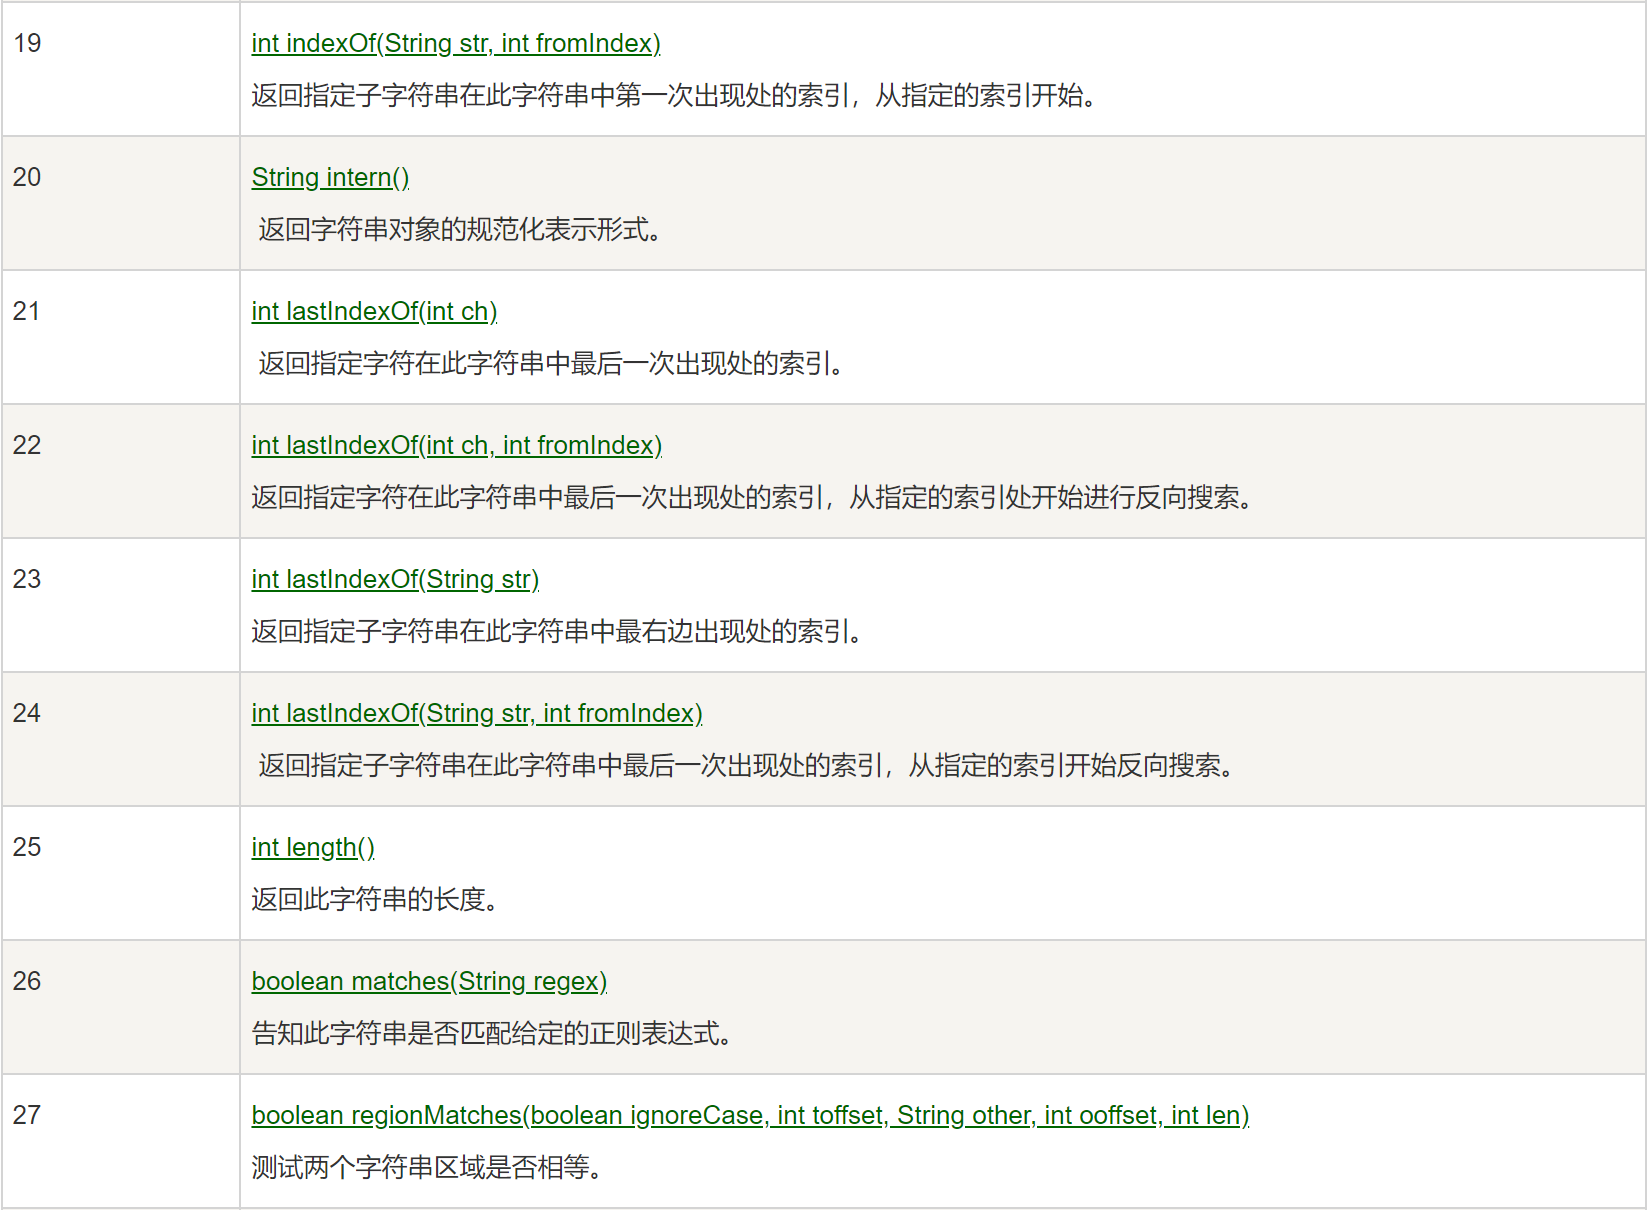 19
int indexOf(String str, int fromIndex)
返回指定子字符串在此字符串中第一次出现处的索引，从指定的索引开始。
20
String intern()
返回字符串对象的规范化表示形式。
21
int lastIndexOf(int ch)
返回指定字符在此字符串中最后一次出现处的索引。
22
int lastIndexOf(int ch, int fromIndex)
返回指定字符在此字符串中最后一次出现处的索引，从指定的索引处开始进行反向搜索。
23
int lastIndexOf(String str)
返回指定子字符串在此字符串中最右边出现处的索引。
24
int lastIndexOf(String str, int fromIndex)
返回指定子字符串在此字符串中最后一次出现处的索引，从指定的索引开始反向搜索。
25
int length()
返回此字符串的长度。
26
boolean matches(String regex)
告知此字符串是否匹配给定的正则表达式。
27
boolean regionMatches(boolean ignoreCase, int toffset, String other, int ooffset, int len)
测试两个字符串区域是否相等。